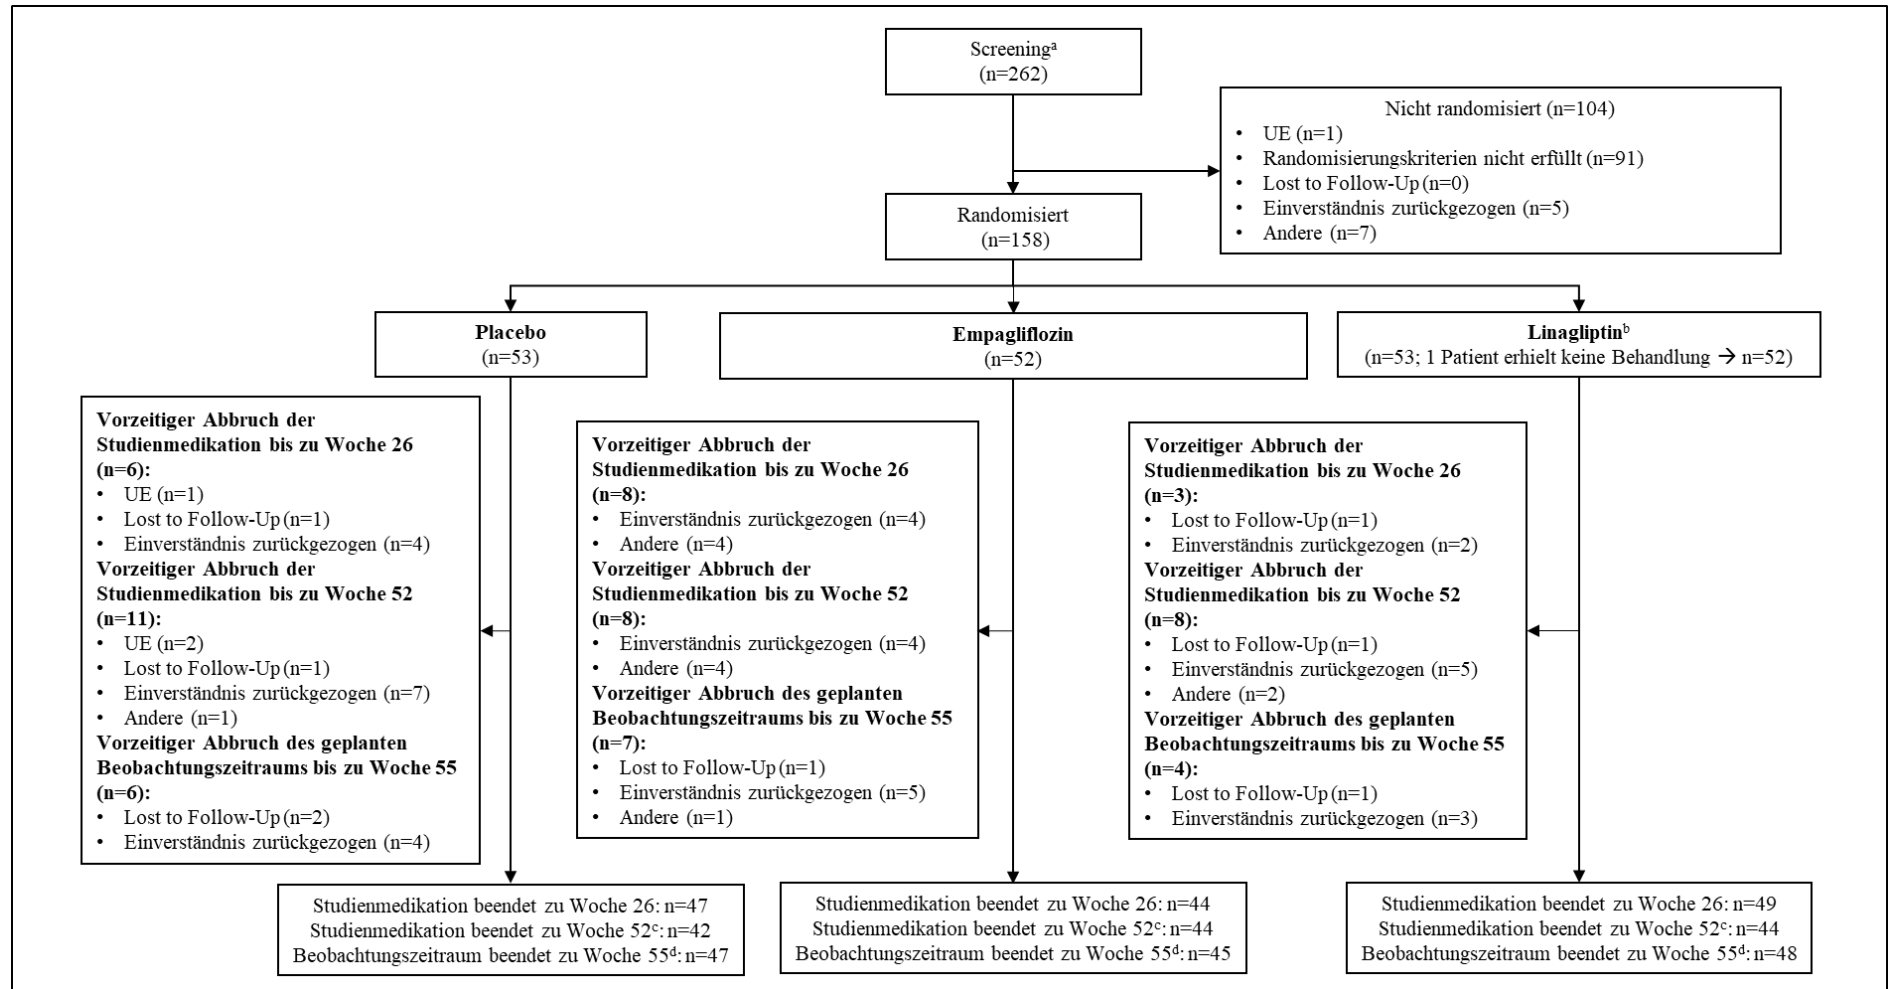 Screeningᵃ
(n=262)
Nicht randomisiert (n=104)
• UE (n=1)
• Randomisierungskriterien nicht erfüllt (n=91)
• Lost to Follow-Up (n=0)
• Einverständnis zurückgezogen (n=5)
• Andere (n=7)
Randomisiert
(n=158)
Placebo
(n=53)
Empagliflozin
(n=52)
Linagliptinᵇ
(n=53; 1 Patient erhielt keine Behandlung → n=52)
Vorzeitiger Abbruch der
Studienmedikation bis zu Woche 26
(n=6):
• UE (n=1)
• Lost to Follow-Up (n=1)
• Einverständnis zurückgezogen (n=4)
Vorzeitiger Abbruch der
Studienmedikation bis zu Woche 52
(n=11):
• UE (n=2)
• Lost to Follow-Up (n=1)
• Einverständnis zurückgezogen (n=7)
• Andere (n=1)
Vorzeitiger Abbruch des geplanten
Beobachtungszeitraums bis zu Woche 55
(n=6):
• Lost to Follow-Up (n=2)
• Einverständnis zurückgezogen (n=4)
Vorzeitiger Abbruch der
Studienmedikation bis zu Woche 26
(n=8):
• Einverständnis zurückgezogen (n=4)
• Andere (n=4)
Vorzeitiger Abbruch der
Studienmedikation bis zu Woche 52
(n=8):
• Einverständnis zurückgezogen (n=4)
• Andere (n=4)
Vorzeitiger Abbruch des geplanten
Beobachtungszeitraums bis zu Woche 55
(n=7):
• Lost to Follow-Up (n=1)
• Einverständnis zurückgezogen (n=5)
• Andere (n=1)
Vorzeitiger Abbruch der
Studienmedikation bis zu Woche 26
(n=3):
• Lost to Follow-Up (n=1)
• Einverständnis zurückgezogen (n=2)
Vorzeitiger Abbruch der
Studienmedikation bis zu Woche 52
(n=8):
• Lost to Follow-Up (n=1)
• Einverständnis zurückgezogen (n=5)
• Andere (n=2)
Vorzeitiger Abbruch des geplanten
Beobachtungszeitraums bis zu Woche 55
(n=4):
• Lost to Follow-Up (n=1)
• Einverständnis zurückgezogen (n=3)
Studienmedikation beendet zu Woche 26: n=47
Studienmedikation beendet zu Woche 52ᶜ: n=42
Beobachtungszeitraum beendet zu Woche 55ᵈ: n=47
Studienmedikation beendet zu Woche 26: n=44
Studienmedikation beendet zu Woche 52ᶜ: n=44
Beobachtungszeitraum beendet zu Woche 55ᵈ: n=45
Studienmedikation beendet zu Woche 26: n=49
Studienmedikation beendet zu Woche 52ᶜ: n=44
Beobachtungszeitraum beendet zu Woche 55ᵈ: n=48